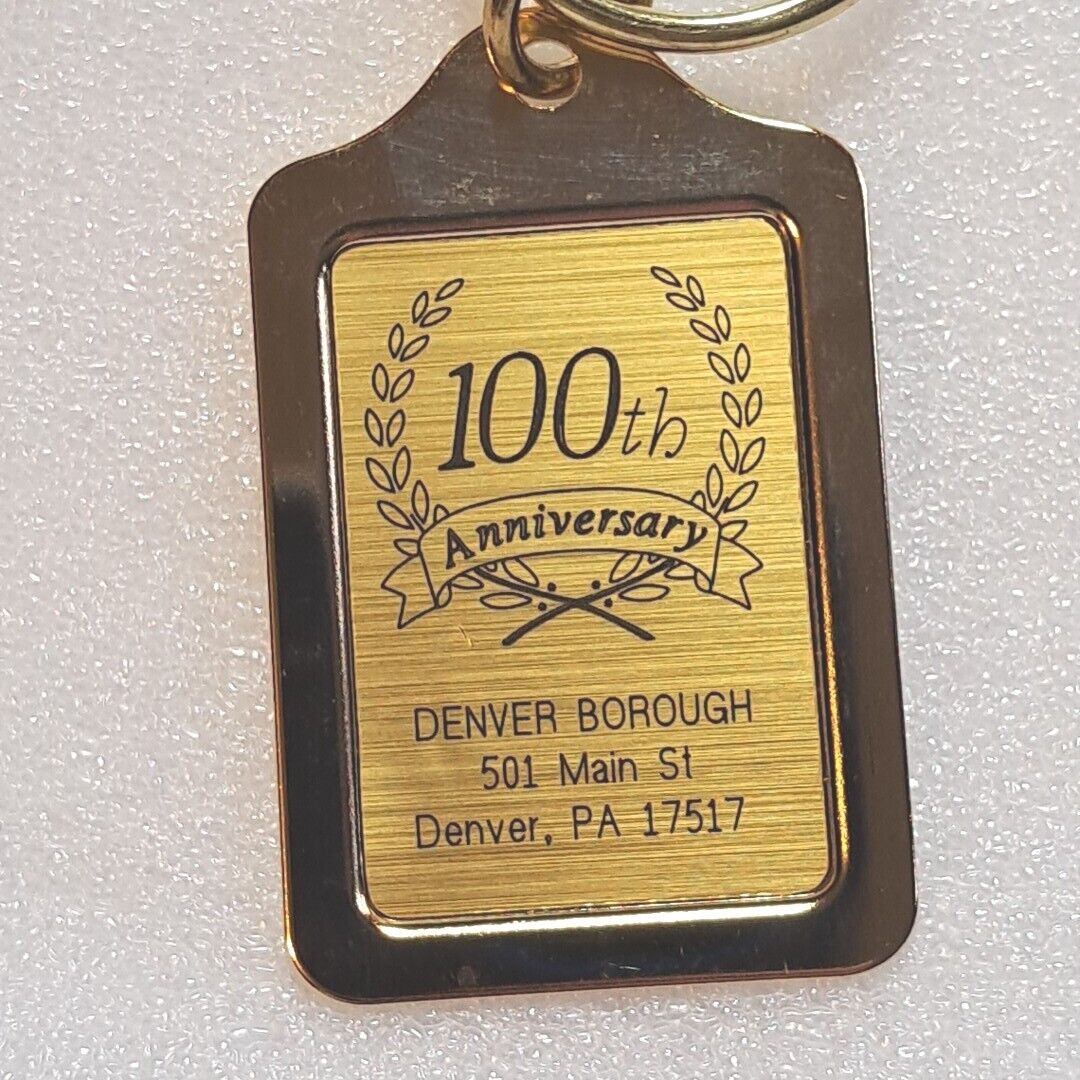 100th
Anniversary
DENVER BOROUGH
501 Main St
Denver, PA 17517